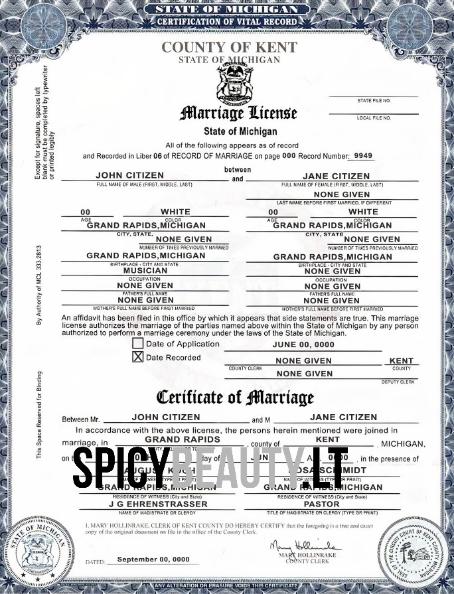 STATE OF MICHIGAN
CERTIFICATION OF VITAL RECORD
COUNTY OF KENT
STATE OF MICHIGAN
Marriage License
STATE FILE NO.
State of Michigan
LOCAL FILE NO.
All of the following appears as of record
and Recorded in Liber 06 of RECORD OF MARRIAGE on page 000 Record Number: 9949
between
JOHN CITIZEN and JANE CITIZEN
FULL NAME OF MALE (FIRST, MIDDLE, LAST) FULL NAME OF FEMALE (FIRST, MIDDLE, LAST)
NONE GIVEN
LAST NAME BEFORE FIRST MARRIED, IF DIFFERENT
00 WHITE 00 WHITE
AGE COLOR AGE COLOR
GRAND RAPIDS,MICHIGAN GRAND RAPIDS,MICHIGAN
CITY, STATE, CITY, STATE
NONE GIVEN NONE GIVEN
NUMBER OF TIMES PREVIOUSLY MARRIED NUMBER OF TIMES PREVIOUSLY MARRIED
GRAND RAPIDS,MICHIGAN GRAND RAPIDS,MICHIGAN
BIRTHPLACE - CITY AND STATE BIRTHPLACE - CITY AND STATE
MUSICIAN NONE GIVEN
OCCUPATION OCCUPATION
NONE GIVEN NONE GIVEN
FATHER'S FULL NAME FATHER'S FULL NAME
NONE GIVEN NONE GIVEN
MOTHER'S FULL NAME BEFORE FIRST MARRIED MOTHER'S FULL NAME BEFORE FIRST MARRIED
An affidavit has been filed in this office by which it appears that side statements are true. This marriage
license authorizes the marriage of the parties named above within the State of Michigan by any person
authorized to perform a marriage ceremony under the laws of the State of Michigan.
Date of Application JUNE 00, 0000
X Date Recorded NONE GIVEN KENT
COUNTY CLERK COUNTY
NONE GIVEN
DEPUTY CLERK
Certificate of Marriage
Between Mr. JOHN CITIZEN and M JANE CITIZEN
In accordance with the above license, the persons herein mentioned were joined in
marriage, in GRAND RAPIDS , county of KENT MICHIGAN,
on the day of JUN , in the presence of
SPICYBEAUTY.LT
GRAND RAPIDS,MICHIGAN GRAND RAPIDS,MICHIGAN
RESIDENCE OF WITNESS (City and State) RESIDENCE OF WITNESS (City and State)
J G EHRENSTRASSER PASTOR
NAME OF MAGISTRATE OR CLERGY TITLE OF MAGISTRATE OR CLERGY (TYPE OR PRINT)
I, MARY HOLLINRAKE, CLERK OF KENT COUNTY DO HEREBY CERTIFY that the foregoing is a true and exact
copy of the original document on file in the office of the County Clerk.
Mary Hollinrake
MARY HOLLINRAKE
COUNTY CLERK
DATED: September 00, 0000
ANY ALTERATION OR ERASURE VOIDS THIS CERTIFICATE
Except for signature, spaces left
blank must be completed by typewriter
or printed legibly
By Authority of MCL 333.2813
This Space Reserved for Binding